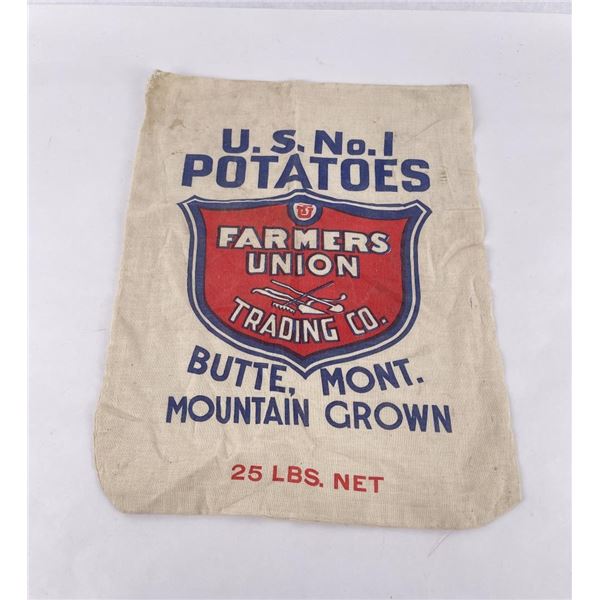 U.S. No. 1
POTATOES
FARMERS
UNION
TRADING CO.
BUTTE, MONT.
MOUNTAIN GROWN
25 LBS. NET